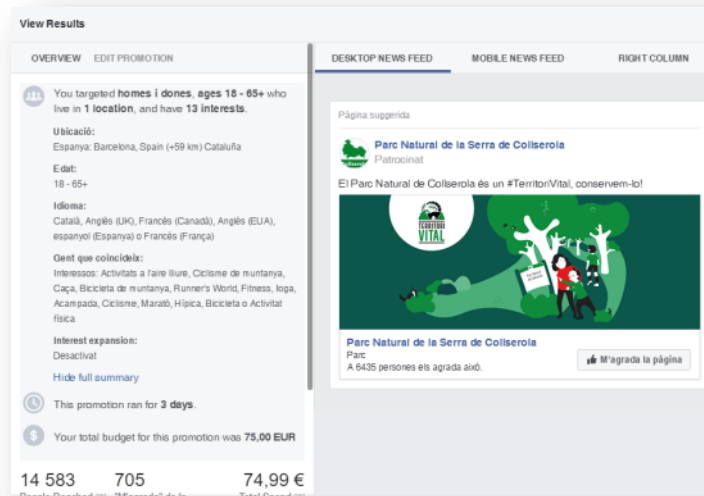 View Results
OVERVIEW EDIT PROMOTION
You targeted homes i dones, ages 18 - 65+ who
live in 1 location, and have 13 interests.
Ubicació:
Espanya: Barcelona, Spain (+59 km) Cataluña
Edat:
18 - 65+
Idioma:
Català, Anglès (UK), Francès (Canadà), Anglès (EUA),
espanyol (Espanya) o Francès (França)
Gent que coincideix:
Interessos: Activitats a l'aire lliure, Ciclisme de muntanya,
Caça, Bicicleta de muntanya, Runner's World, Fitness, Ioga,
Acampada, Ciclisme, Marató, Hípica, Bicicleta o Activitat
física
Interest expansion:
Desactivat
Hide full summary
This promotion ran for 3 days.
Your total budget for this promotion was 75,00 EUR
14 583 705 74,99 €
People Reached "M'agrada" de la Total Spend
DESKTOP NEWS FEED MOBILE NEWS FEED RIGHT COLUMN
Pàgina suggerida
Parc Natural de la Serra de Collserola
Patrocinat
El Parc Natural de Collserola és un #TerritoriVital, conservem-lo!
TERRITORI
VITAL
Parc Natural de la Serra de Collserola
Parc
A 6435 persones els agrada això.
M'agrada la pàgina